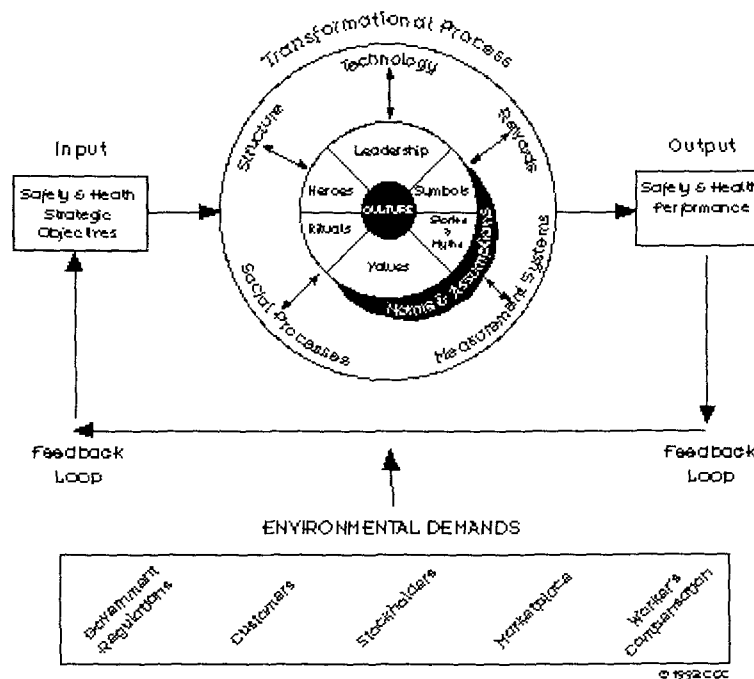 Transformational Process
Technology
Structure
Rewards
Input
Output
Leadership
Safety & Health
Strategic
Objectives
Heroes
Symbols
CULTURE
Safety & Health
Performance
Rituals
Stories
&
Myths
Values
Norms & Assumptions
Social Processes
Measurement Systems
Feedback
Loop
Feedback
Loop
ENVIRONMENTAL DEMANDS
Government
Regulations
Customers
Stockholders
Marketplace
Worker's
Compensation
© 1992 CCC